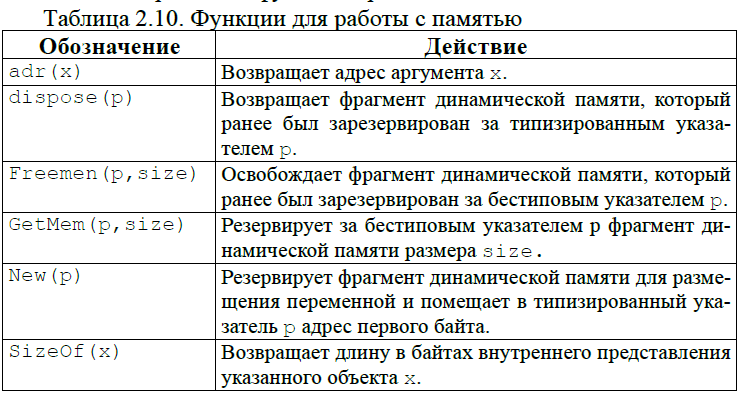 Таблица 2.10. Функции для работы с памятью
Обозначение Действие
adr(x) Возвращает адрес аргумента x.
dispose(p) Возвращает фрагмент динамической памяти, который
ранее был зарезервирован за типизированным указа-
телем p.
Freemen(p,size) Освобождает фрагмент динамической памяти, который
ранее был зарезервирован за бестиповым указателем p.
GetMem(p,size) Резервирует за бестиповым указателем p фрагмент ди-
намической памяти размера size.
New(p) Резервирует фрагмент динамической памяти для разме-
щения переменной и помещает в типизированный ука-
затель p адрес первого байта.
SizeOf(x) Возвращает длину в байтах внутреннего представления
указанного объекта x.